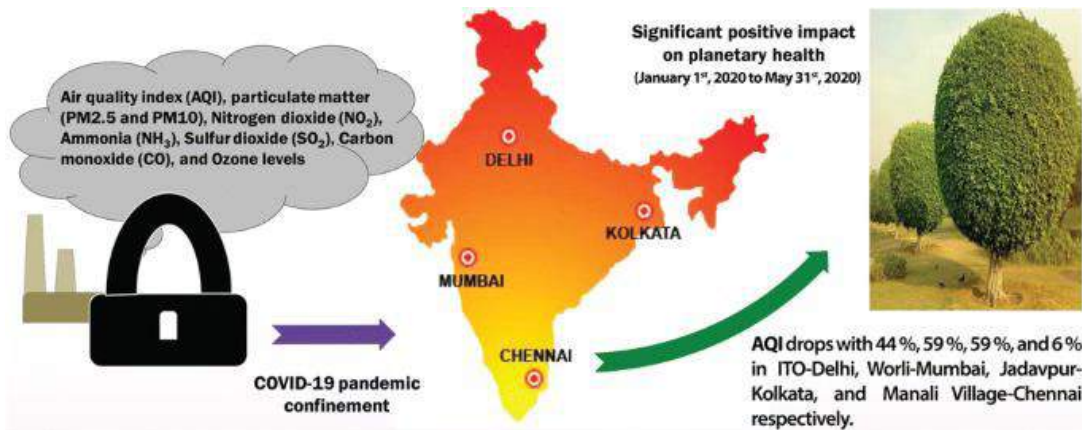 Air quality index (AQI), particulate matter
(PM2.5 and PM10), Nitrogen dioxide (NO₂),
Ammonia (NH₃), Sulfur dioxide (SO₂), Carbon
monoxide (CO), and Ozone levels
COVID-19 pandemic
confinement
DELHI
KOLKATA
MUMBAI
CHENNAI
Significant positive impact
on planetary health
(January 1ˢᵗ, 2020 to May 31ˢᵗ, 2020)
AQI drops with 44 %, 59 %, 59 %, and 6 %
in ITO-Delhi, Worli-Mumbai, Jadavpur-
Kolkata, and Manali Village-Chennai
respectively.